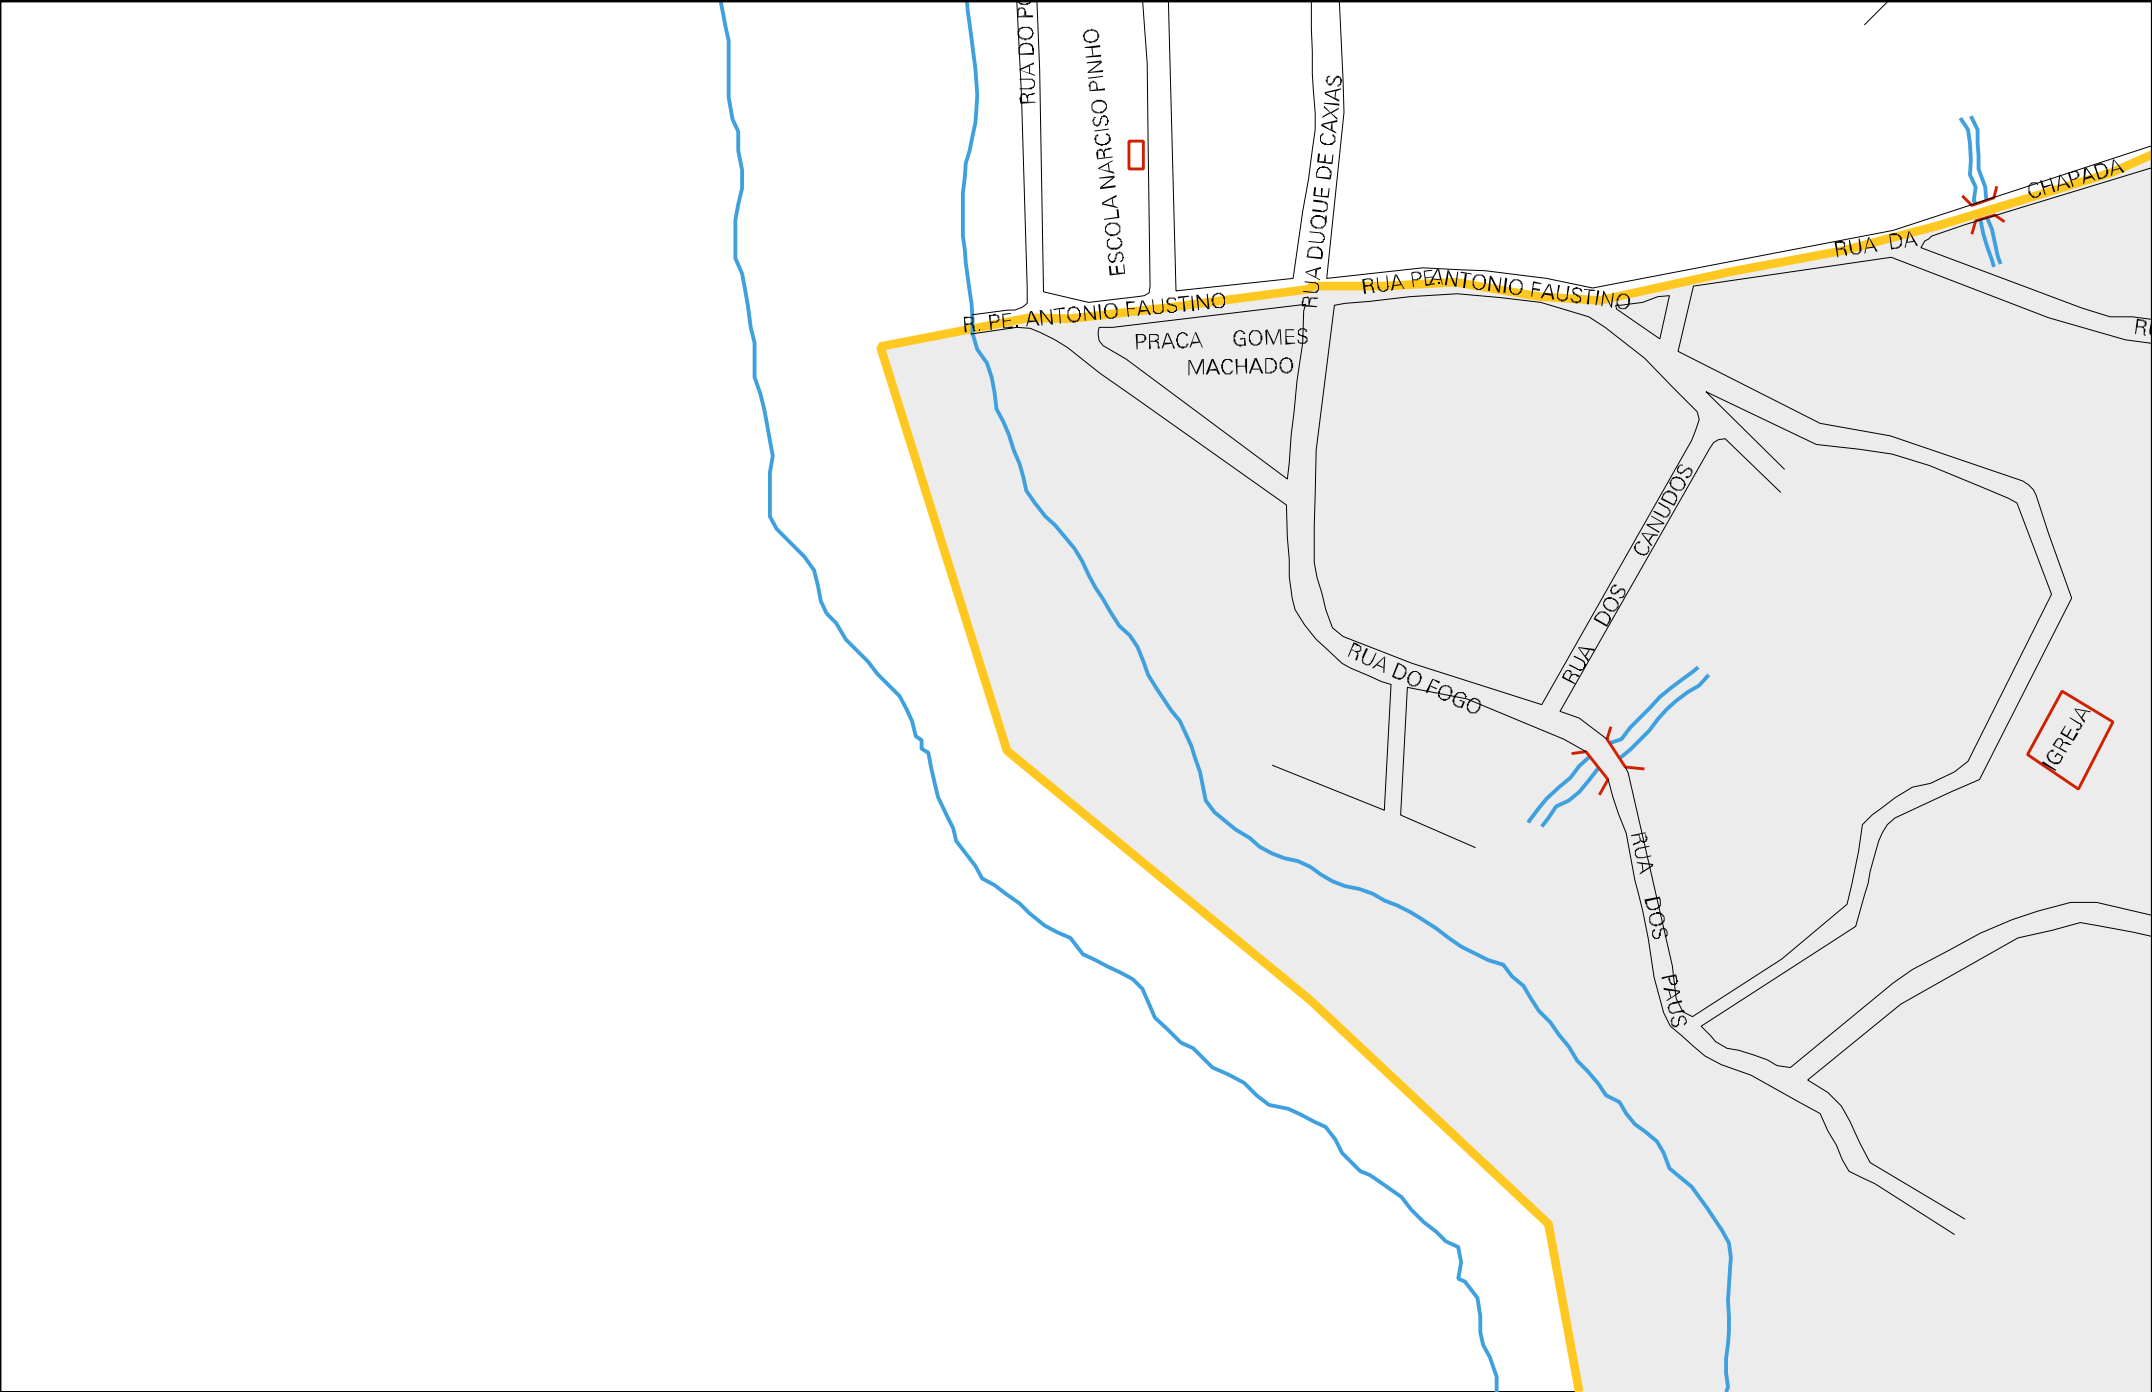 RUA DO
ESCOLA NARCISO PINHO
RUA DUQUE DE CAXIAS
CHAPADA
RUA DA
RUA PE.ANTONIO FAUSTINO
R. PE. ANTONIO FAUSTINO
PRACA GOMES
MACHADO
RUA DOS CANUDOS
RUA DO FOGO
IGREJA
RUA DOS PAUS